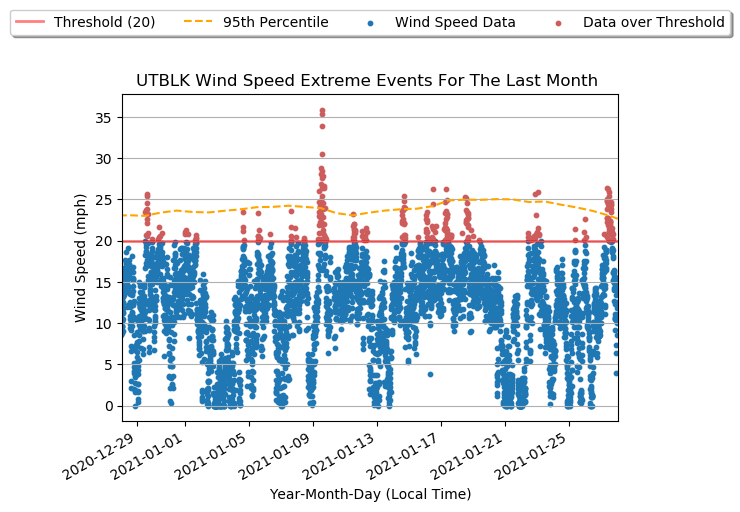 Threshold (20) 95th Percentile Wind Speed Data Data over Threshold
UTBLK Wind Speed Extreme Events For The Last Month
35
30
25
20
15
10
5
0
Wind Speed (mph)
2020-12-29 2021-01-01 2021-01-05 2021-01-09 2021-01-13 2021-01-17 2021-01-21 2021-01-25
Year-Month-Day (Local Time)